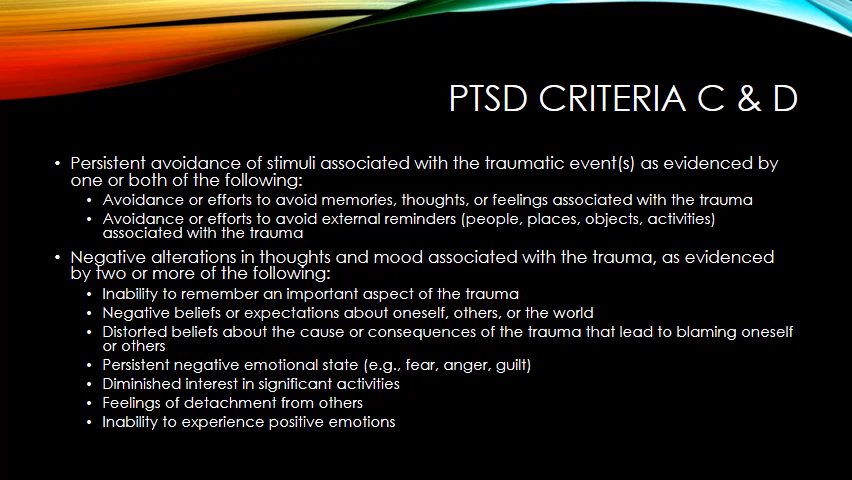 PTSD CRITERIA C & D
• Persistent avoidance of stimuli associated with the traumatic event(s) as evidenced by
one or both of the following:
• Avoidance or efforts to avoid memories, thoughts, or feelings associated with the trauma
• Avoidance or efforts to avoid external reminders (people, places, objects, activities)
associated with the trauma
• Negative alterations in thoughts and mood associated with the trauma, as evidenced
by two or more of the following:
• Inability to remember an important aspect of the trauma
• Negative beliefs or expectations about oneself, others, or the world
• Distorted beliefs about the cause or consequences of the trauma that lead to blaming oneself
or others
• Persistent negative emotional state (e.g., fear, anger, guilt)
• Diminished interest in significant activities
• Feelings of detachment from others
• Inability to experience positive emotions